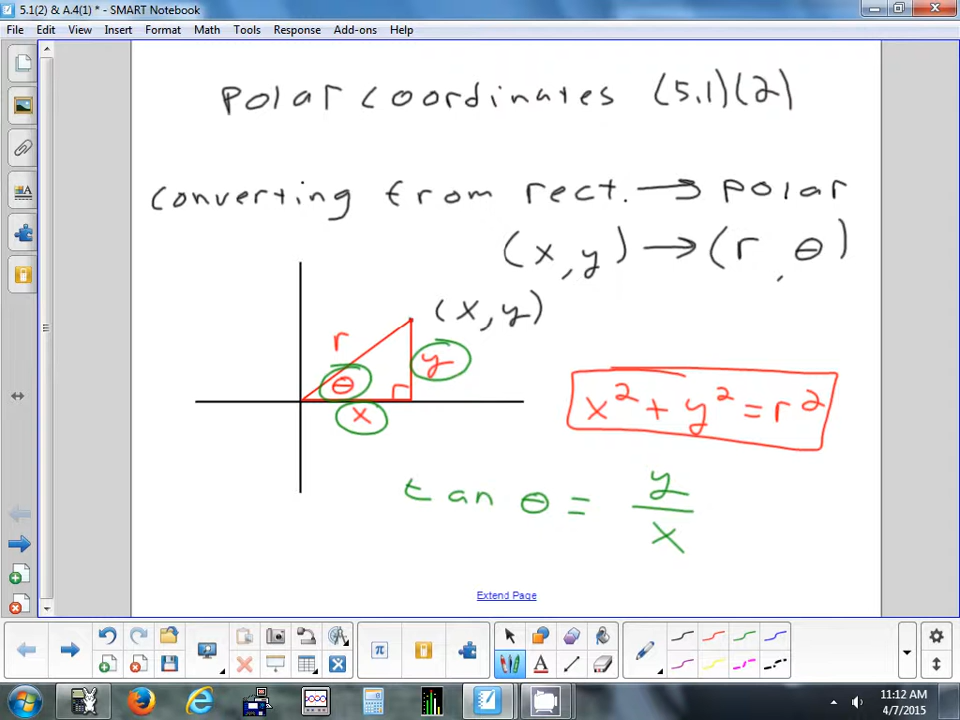 5.1(2) & A.4(1) * - SMART Notebook
File Edit View Insert Format Math Tools Response Add-ons Help
Polar Coordinates (5.1)(2)
Converting from rect. → Polar
(x, y) → (r, θ)
(x, y)
r
y
θ
x
x² + y² = r²
tan θ = y/x
Extend Page
π
A
11:12 AM
4/7/2015